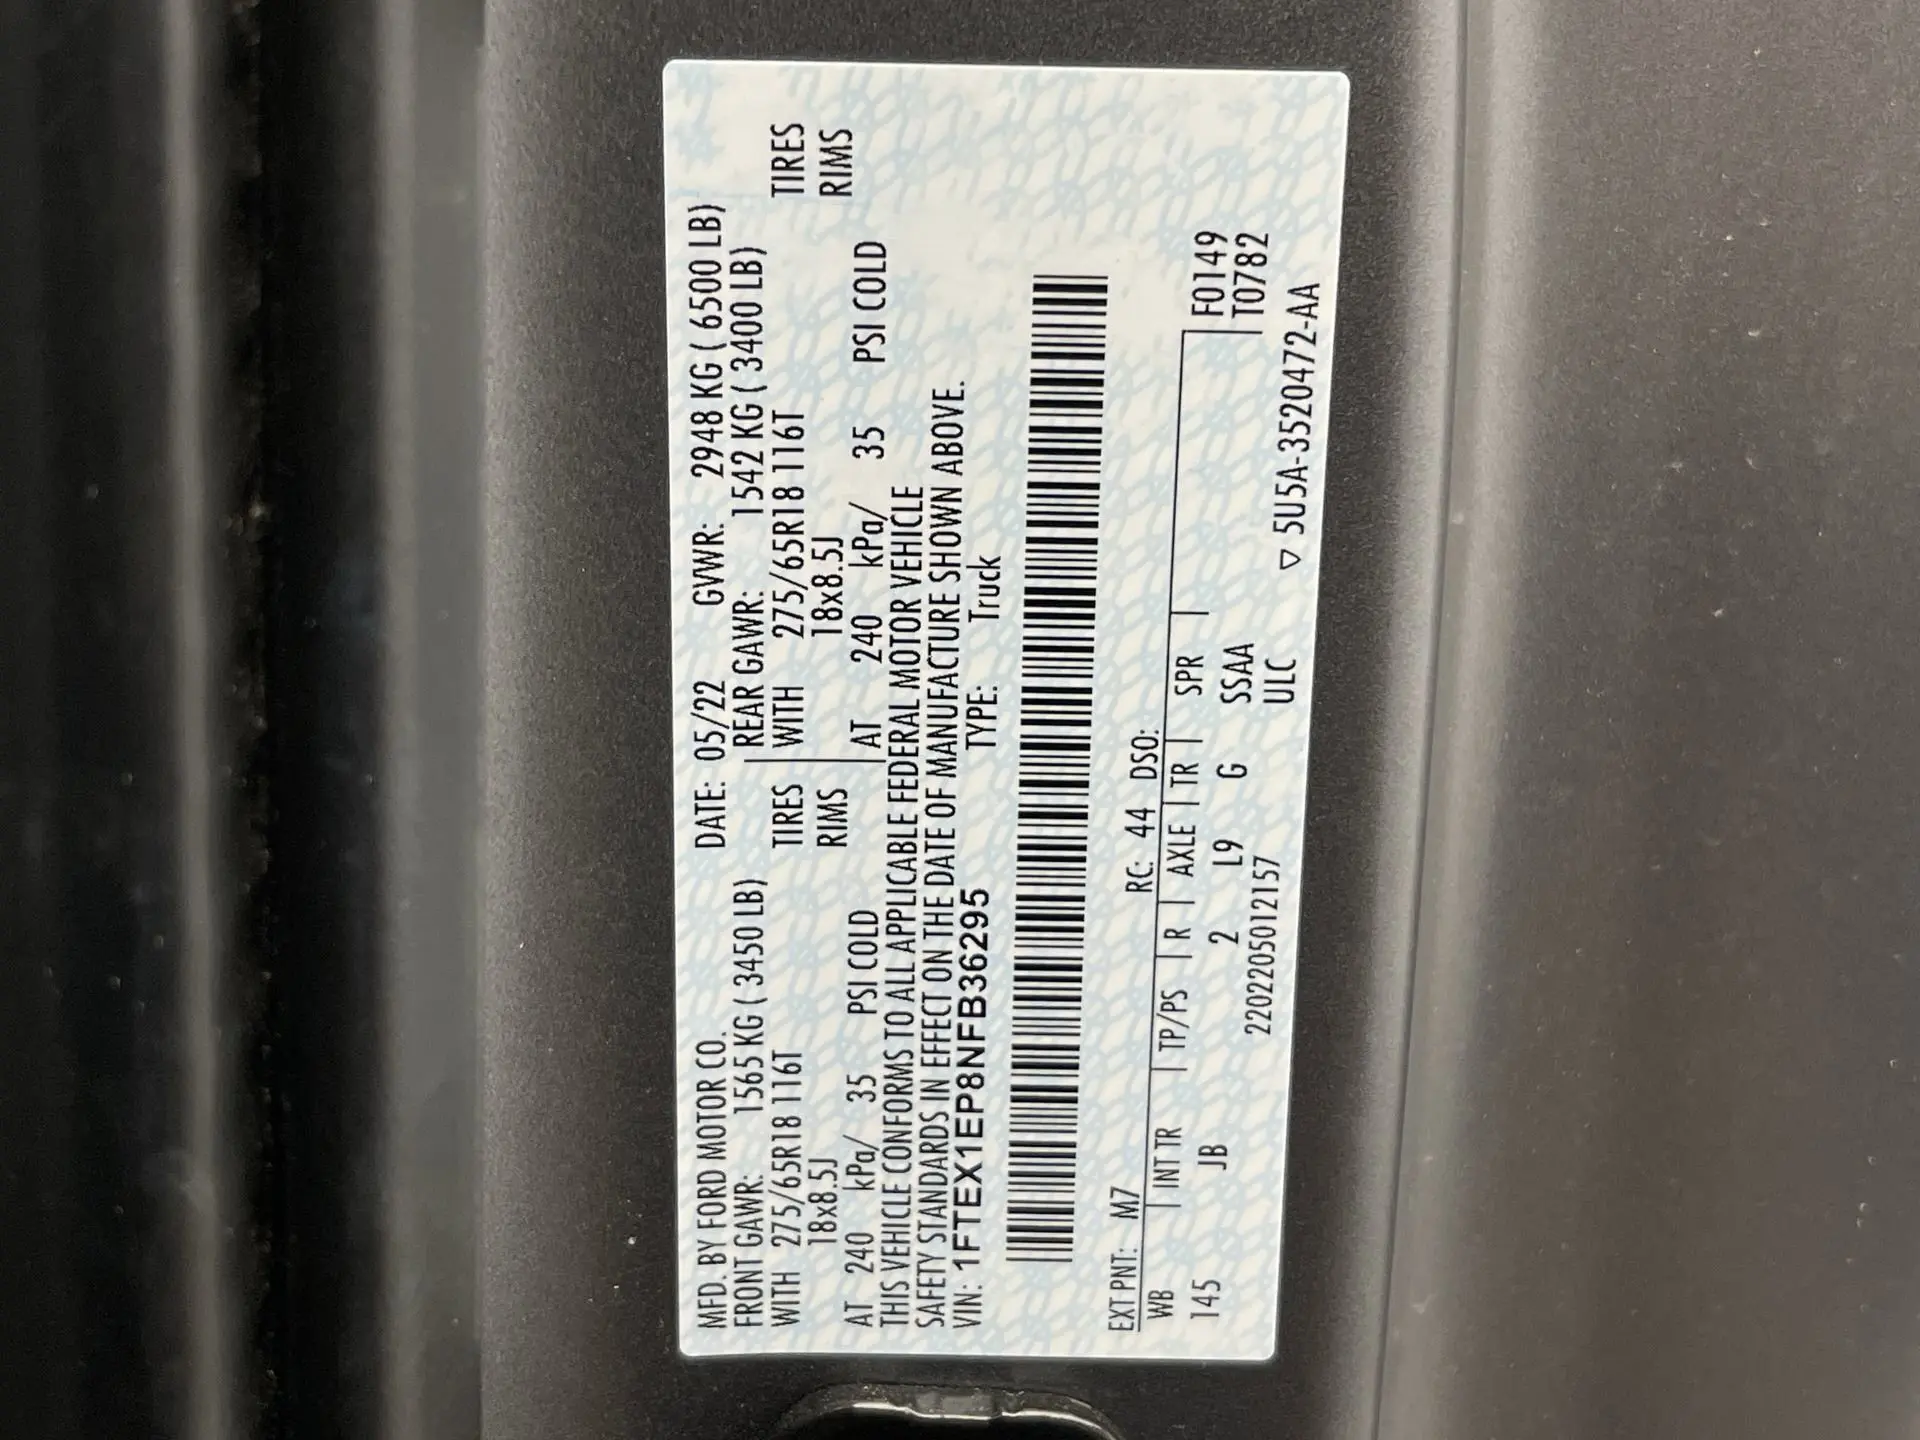 MFD. BY FORD MOTOR CO.
DATE: 05/22 GVWR: 2948 KG ( 6500 LB)
FRONT GAWR: 1565 KG ( 3450 LB) REAR GAWR: 1542 KG ( 3400 LB)
WITH 275/65R18 116T TIRES WITH 275/65R18 116T TIRES
18x8.5J RIMS 18x8.5J RIMS
AT 240 kPa/ 35 PSI COLD AT 240 kPa/ 35 PSI COLD
THIS VEHICLE CONFORMS TO ALL APPLICABLE FEDERAL MOTOR VEHICLE
SAFETY STANDARDS IN EFFECT ON THE DATE OF MANUFACTURE SHOWN ABOVE.
VIN: 1FTEX1EP8NFB36295 TYPE: Truck
EXT PNT: M7 RC: 44 DSO:
WB INT TR TP/PS R AXLE TR SPR F0149
145 JB 2 L9 G SSAA T0782
2202205012157 ULC
▽ 5U5A-3520472-AA